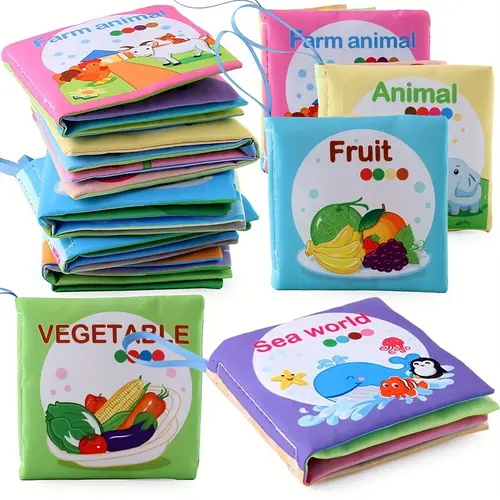 Farm animal
Farm animal
Animal
Fruit
VEGETABLE
Sea world